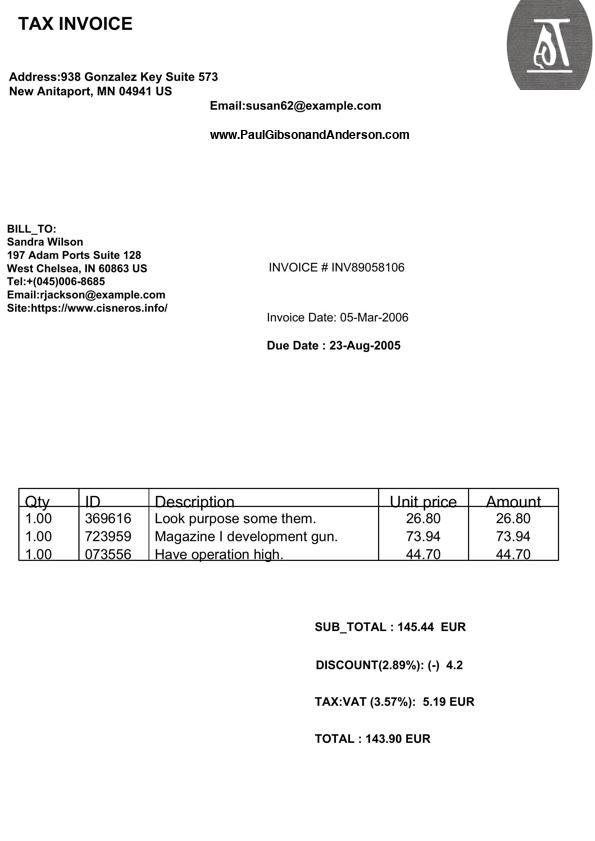 TAX INVOICE
Address:938 Gonzalez Key Suite 573
New Anitaport, MN 04941 US
Email:susan62@example.com
www.PaulGibsonandAnderson.com
BILL_TO:
Sandra Wilson
197 Adam Ports Suite 128
West Chelsea, IN 60863 US
Tel:+(045)006-8685
Email:rjackson@example.com
Site:https://www.cisneros.info/
INVOICE # INV89058106
Invoice Date: 05-Mar-2006
Due Date : 23-Aug-2005
Qty ID Description Unit price Amount
1.00 369616 Look purpose some them. 26.80 26.80
1.00 723959 Magazine I development gun. 73.94 73.94
1.00 073556 Have operation high. 44.70 44.70
SUB_TOTAL : 145.44 EUR
DISCOUNT(2.89%): (-) 4.2
TAX:VAT (3.57%): 5.19 EUR
TOTAL : 143.90 EUR